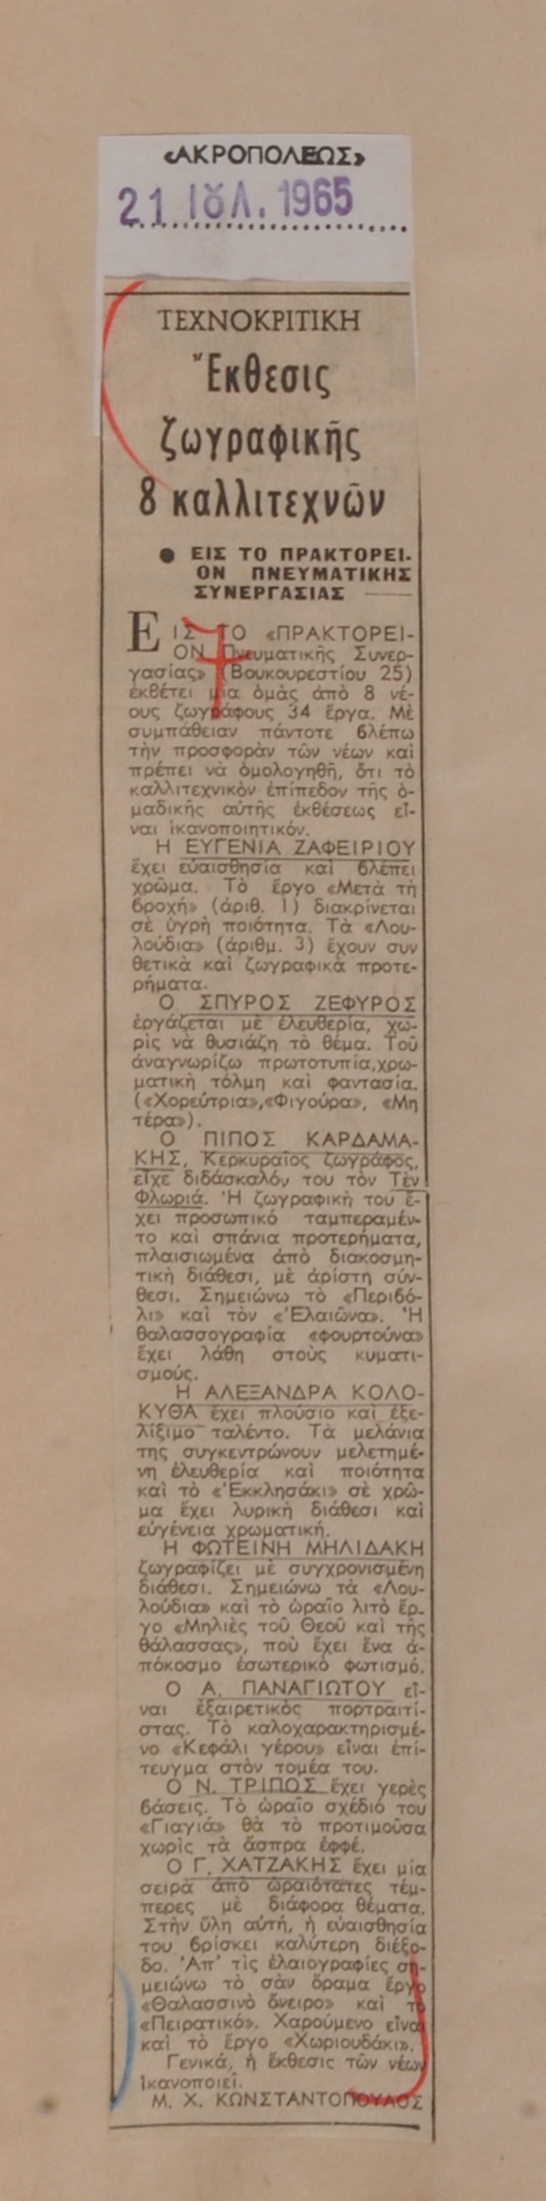 «ΑΚΡΟΠΟΛΕΩΣ»
21 ΙΟΥΛ. 1965
ΤΕΧΝΟΚΡΙΤΙΚΗ
Ἔκθεσις
ζωγραφικῆς
8 καλλιτεχνῶν
● ΕΙΣ ΤΟ ΠΡΑΚΤΟΡΕΙ-
ΟΝ ΠΝΕΥΜΑΤΙΚΗΣ
ΣΥΝΕΡΓΑΣΙΑΣ
ΕΙΣ ΤΟ «ΠΡΑΚΤΟΡΕΙ-
ΟΝ Πνευματικῆς Συνερ-
γασίας» (Βουκουρεστίου 25)
ἐκθέτει μία ὁμὰς ἀπὸ 8 νέ-
ους ζωγράφους 34 ἔργα. Μὲ
συμπάθειαν πάντοτε βλέπω
τὴν προσφορὰν τῶν νέων καὶ
πρέπει νὰ ὁμολογηθῆ, ὅτι τὸ
καλλιτεχνικὸν ἐπίπεδον τῆς ὁ-
μαδικῆς αὐτῆς ἐκθέσεως εἶ-
ναι ἱκανοποιητικόν.
Η ΕΥΓΕΝΙΑ ΖΑΦΕΙΡΙΟΥ
ἔχει εὐαισθησία καὶ βλέπει
χρῶμα. Τὸ ἔργο «Μετὰ τὴ
βροχὴ» (ἀριθ. 1) διακρίνεται
σὲ ὑγρὴ ποιότητα. Τὰ «Λου-
λούδια» (ἀριθμ. 3) ἔχουν συν
θετικὰ καὶ ζωγραφικὰ προτε-
ρήματα.
Ο ΣΠΥΡΟΣ ΖΕΦΥΡΟΣ
ἐργάζεται μὲ ἐλευθερία, χω-
ρὶς νὰ θυσιάζη τὸ θέμα. Τοῦ
ἀναγνωρίζω πρωτοτυπία,χρω-
ματικὴ τόλμη καὶ φαντασία.
(«Χορεύτρια»,«Φιγούρα», «Μη
τέρα»).
Ο ΠΙΠΟΣ ΚΑΡΔΑΜΑ-
ΚΗΣ, Κερκυραῖος ζωγράφος,
εἶχε διδάσκαλόν του τὸν Τὲν
Φλωριά. Ἡ ζωγραφικὴ του ἔ-
χει προσωπικὸ ταμπεραμέν-
το καὶ σπάνια προτερήματα,
πλαισιωμένα ἀπὸ διακοσμη-
τικὴ διάθεσι, μὲ ἀρίστη σύν-
θεσι. Σημειώνω τὸ «Περιβό-
λι» καὶ τὸν «Ἐλαιῶνα». Ἡ
θαλασσογραφία «φουρτούνα»
ἔχει λάθη στοὺς κυματι-
σμούς.
Η ΑΛΕΞΑΝΔΡΑ ΚΟΛΟ-
ΚΥΘΑ ἔχει πλούσιο καὶ ἐξε-
λίξιμο ταλέντο. Τὰ μελάνια
της συγκεντρώνουν μελετημέ-
νη ἐλευθερία καὶ ποιότητα
καὶ τὸ «Ἐκκλησάκι» σὲ χρῶ-
μα ἔχει λυρικὴ διάθεσι καὶ
εὐγένεια χρωματική.
Η ΦΩΤΕΙΝΗ ΜΗΛΙΔΑΚΗ
ζωγραφίζει μὲ συγχρονισμένη
διάθεσι. Σημειώνω τὰ «Λου-
λούδια» καὶ τὸ ὡραῖο λιτὸ ἔρ-
γο «Μηλιὲς τοῦ Θεοῦ καὶ τῆς
θάλασσας», ποὺ ἔχει ἕνα ἀ-
πόκοσμο ἐσωτερικὸ φωτισμό.
Ο Α. ΠΑΝΑΓΙΩΤΟΥ εἶ-
ναι ἐξαιρετικὸς πορτραιτί-
στας. Τὸ καλοχαρακτηρισμέ-
νο «Κεφάλι γέρου» εἶναι ἐπί-
τευγμα στὸν τομέα του.
Ο Ν. ΤΡΙΠΟΣ ἔχει γερὲς
βάσεις. Τὸ ὡραῖο σχέδιό του
«Γιαγιά» θὰ τὸ προτιμοῦσα
χωρὶς τὰ ἄσπρα ἐφφέ.
Ο Γ. ΧΑΤΖΑΚΗΣ ἔχει μία
σειρὰ ἀπὸ ὡραιότατες τέμ-
περες μὲ διάφορα θέματα.
Στὴν ὕλη αὐτή, ἡ εὐαισθησία
του βρίσκει καλύτερη διέξο-
δο. Ἀπ' τὶς ἐλαιογραφίες ση-
μειώνω τὸ σὰν ὅραμα ἔργο
«Θαλασσινὸ ὄνειρο» καὶ τὸ
«Πειρατικό». Χαρούμενο εἶναι
καὶ τὸ ἔργο «Χωριουδάκι».
Γενικά, ἡ ἔκθεσις τῶν νέων
ἱκανοποιεῖ.
Μ. Χ. ΚΩΝΣΤΑΝΤΟΠΟΥΛΟΣ
7